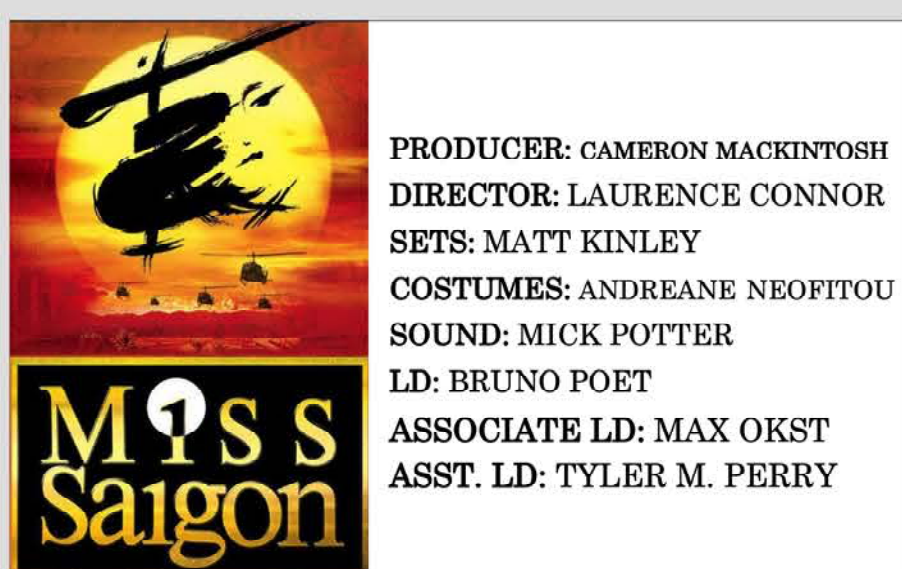 Miss
Saigon
PRODUCER: CAMERON MACKINTOSH
DIRECTOR: LAURENCE CONNOR
SETS: MATT KINLEY
COSTUMES: ANDREANE NEOFITOU
SOUND: MICK POTTER
LD: BRUNO POET
ASSOCIATE LD: MAX OKST
ASST. LD: TYLER M. PERRY